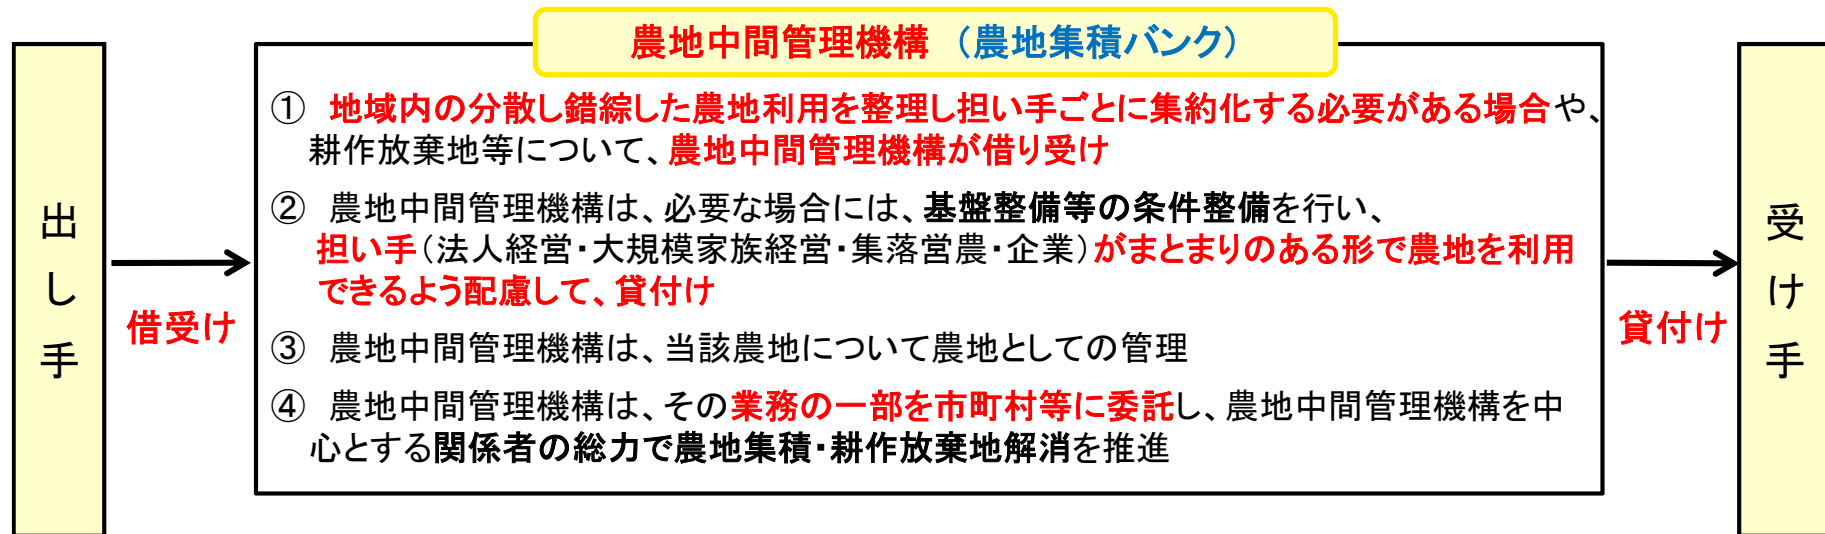 農地中間管理機構 （農地集積バンク）
① 地域内の分散し錯綜した農地利用を整理し担い手ごとに集約化する必要がある場合や、
耕作放棄地等について、農地中間管理機構が借り受け
② 農地中間管理機構は、必要な場合には、基盤整備等の条件整備を行い、
担い手（法人経営・大規模家族経営・集落営農・企業）がまとまりのある形で農地を利用
できるよう配慮して、貸付け
③ 農地中間管理機構は、当該農地について農地としての管理
④ 農地中間管理機構は、その業務の一部を市町村等に委託し、農地中間管理機構を中
心とする関係者の総力で農地集積・耕作放棄地解消を推進
出し手
借受け
貸付け
受け手